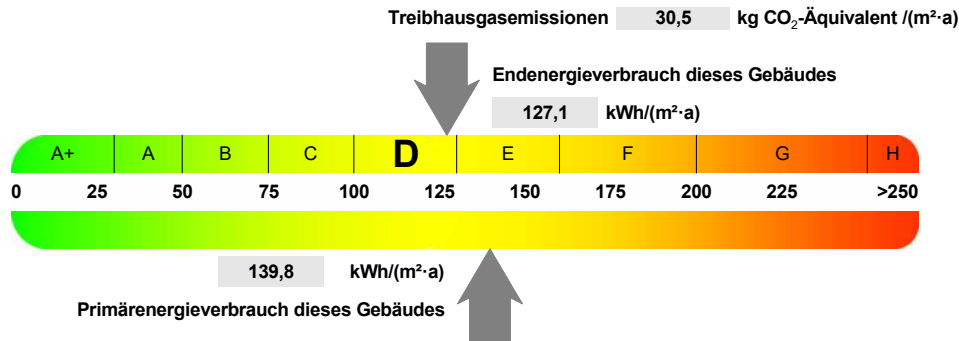 Treibhausgasemissionen 30,5 kg CO₂-Äquivalent /(m²·a)
Endenergieverbrauch dieses Gebäudes
127,1 kWh/(m²·a)
A+ A B C D E F G H
0 25 50 75 100 125 150 175 200 225 >250
139,8 kWh/(m²·a)
Primärenergieverbrauch dieses Gebäudes